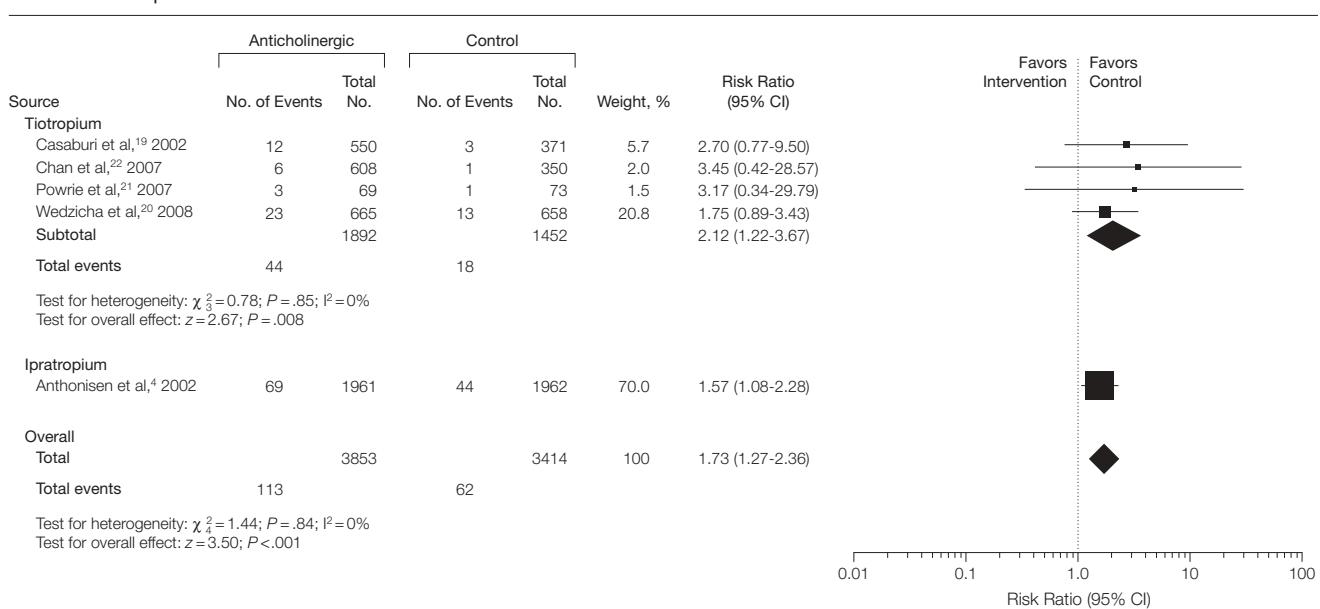 Anticholinergic Control
Favors Intervention Favors Control
Source No. of Events Total No. No. of Events Total No. Weight, % Risk Ratio (95% CI)
Tiotropium
Casaburi et al,19 2002 12 550 3 371 5.7 2.70 (0.77-9.50)
Chan et al,22 2007 6 608 1 350 2.0 3.45 (0.42-28.57)
Powrie et al,21 2007 3 69 1 73 1.5 3.17 (0.34-29.79)
Wedzicha et al,20 2008 23 665 13 658 20.8 1.75 (0.89-3.43)
Subtotal 1892 1452 2.12 (1.22-3.67)
Total events 44 18
Test for heterogeneity: χ²₃=0.78; P=.85; I²=0%
Test for overall effect: z=2.67; P=.008
Ipratropium
Anthonisen et al,4 2002 69 1961 44 1962 70.0 1.57 (1.08-2.28)
Overall
Total 3853 3414 100 1.73 (1.27-2.36)
Total events 113 62
Test for heterogeneity: χ²₄=1.44; P=.84; I²=0%
Test for overall effect: z=3.50; P<.001
0.01 0.1 1.0 10 100
Risk Ratio (95% CI)